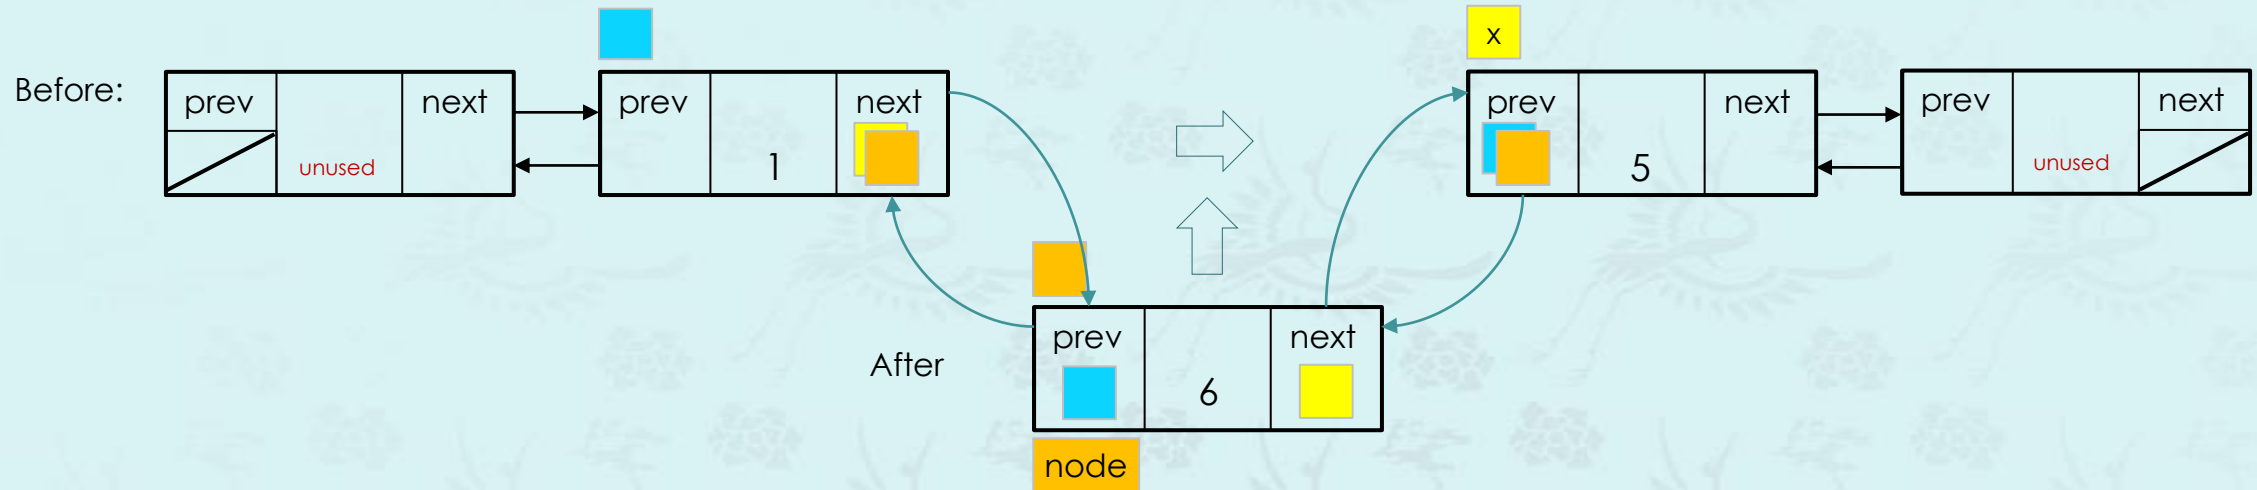 x
Before:
prev
next
prev
next
prev
next
prev
next
unused
1
5
unused
prev
next
After
6
node